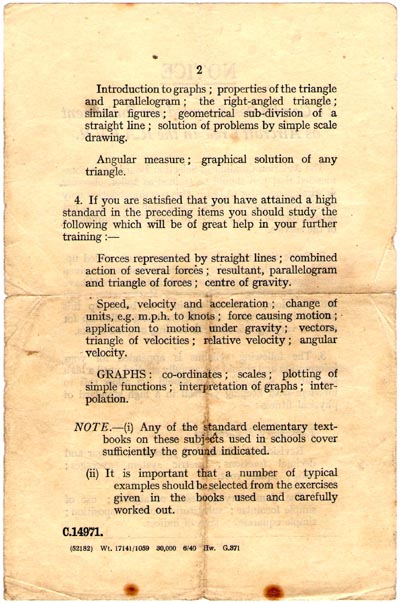 2
Introduction to graphs ; properties of the triangle
and parallelogram ; the right-angled triangle ;
similar figures ; geometrical sub-division of a
straight line ; solution of problems by simple scale
drawing.
Angular measure ; graphical solution of any
triangle.
4. If you are satisfied that you have attained a high
standard in the preceding items you should study the
following which will be of great help in your further
training :—
Forces represented by straight lines ; combined
action of several forces ; resultant, parallelogram
and triangle of forces ; centre of gravity.
Speed, velocity and acceleration ; change of
units, e.g. m.p.h. to knots ; force causing motion ;
application to motion under gravity ; vectors,
triangle of velocities ; relative velocity ; angular
velocity.
GRAPHS : co-ordinates ; scales ; plotting of
simple functions ; interpretation of graphs ; inter-
polation.
NOTE.—(i) Any of the standard elementary text-
books on these subjects used in schools cover
sufficiently the ground indicated.
(ii) It is important that a number of typical
examples should be selected from the exercises
given in the books used and carefully
worked out.
C.14971.
(52182) Wt. 17141/1059 30,000 6/40 Hw. G.371